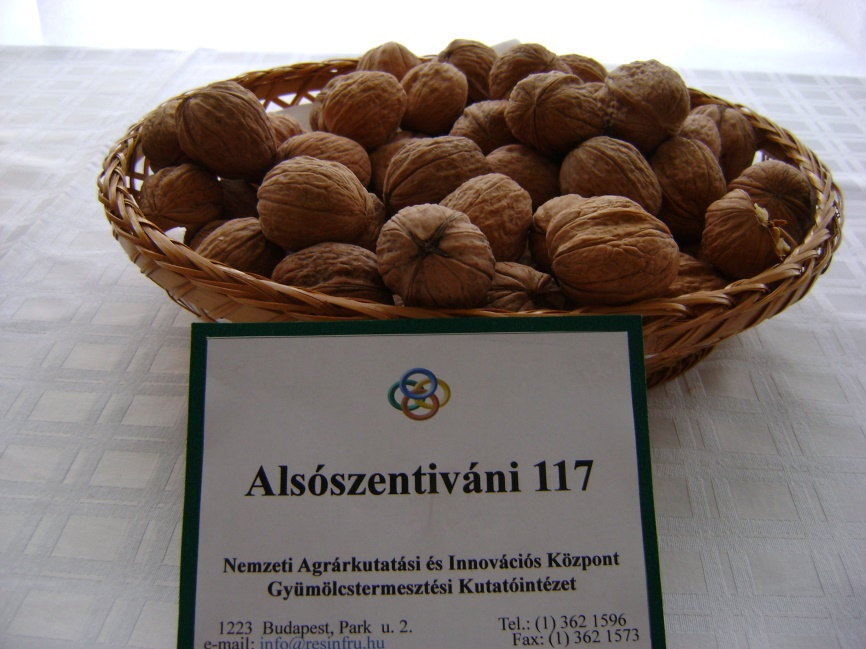 Alsószentiváni 117
Nemzeti Agrárkutatási és Innovációs Központ
Gyümölcstermesztési Kutatóintézet
1223 Budapest, Park u. 2.
Tel.: (1) 362 1596
e-mail: info@resinfru.hu
Fax: (1) 362 1573